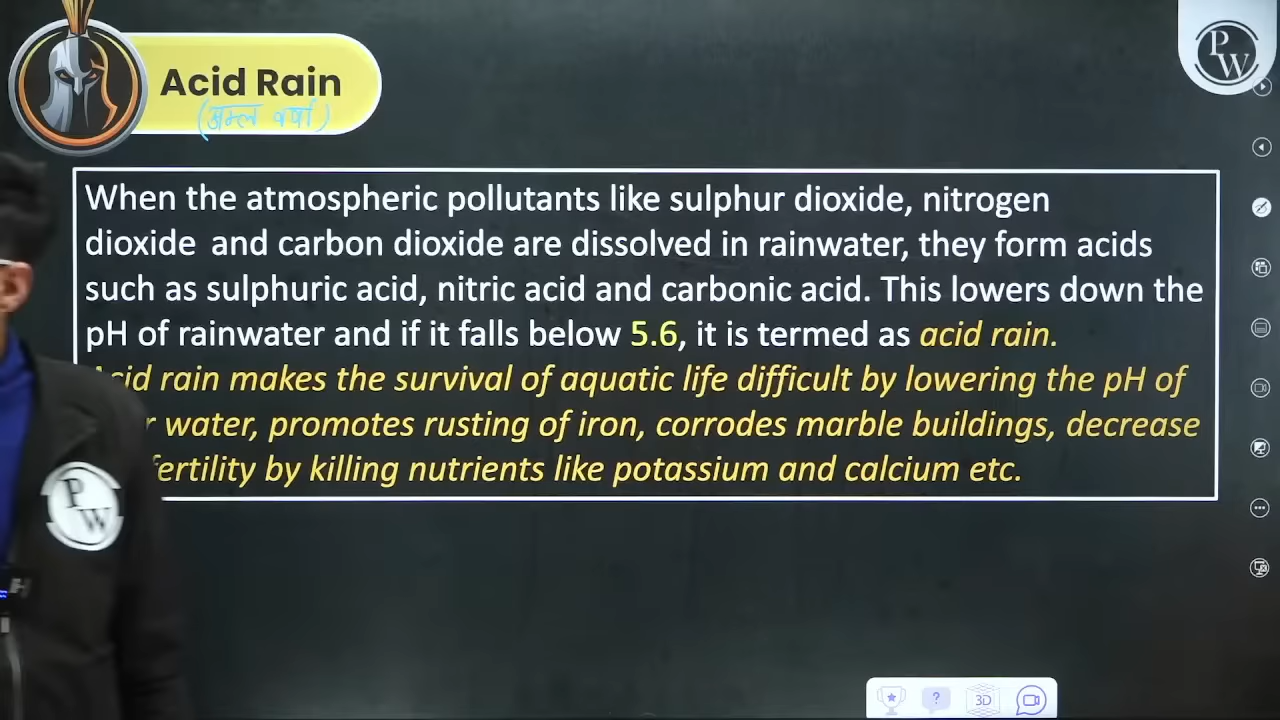 Acid Rain
(अम्ल वर्षा)
PW
When the atmospheric pollutants like sulphur dioxide, nitrogen
dioxide and carbon dioxide are dissolved in rainwater, they form acids
such as sulphuric acid, nitric acid and carbonic acid. This lowers down the
pH of rainwater and if it falls below 5.6, it is termed as acid rain.
rain makes the survival of aquatic life difficult by lowering the pH of
water, promotes rusting of iron, corrodes marble buildings, decrease
fertility by killing nutrients like potassium and calcium etc.
PW
?
3D